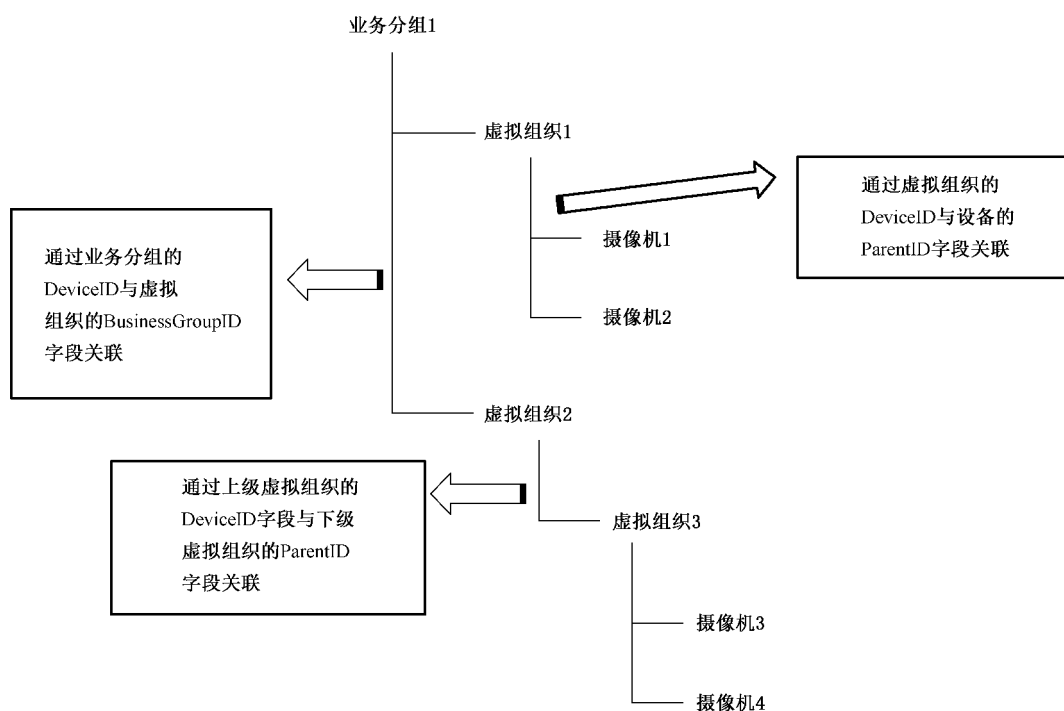 业务分组1
虚拟组织1
通过虚拟组织的
DeviceID与设备的
ParentID字段关联
摄像机1
通过业务分组的
DeviceID与虚拟
组织的BusinessGroupID
字段关联
摄像机2
虚拟组织2
通过上级虚拟组织的
DeviceID字段与下级
虚拟组织的ParentID
字段关联
虚拟组织3
摄像机3
摄像机4